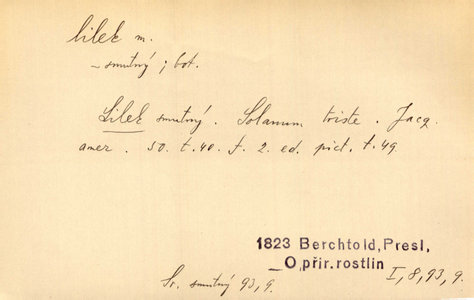 lilek m.
– smutný ; bot.
Lilek smutný. Solanum triste. Jacq.
amer. 50. t. 40. f. 2. ed. pict. t. 49
1823 Berchtold, Presl,
O přir. rostlin I, 8, 93, 9.
Sr. smutný 93, 9.